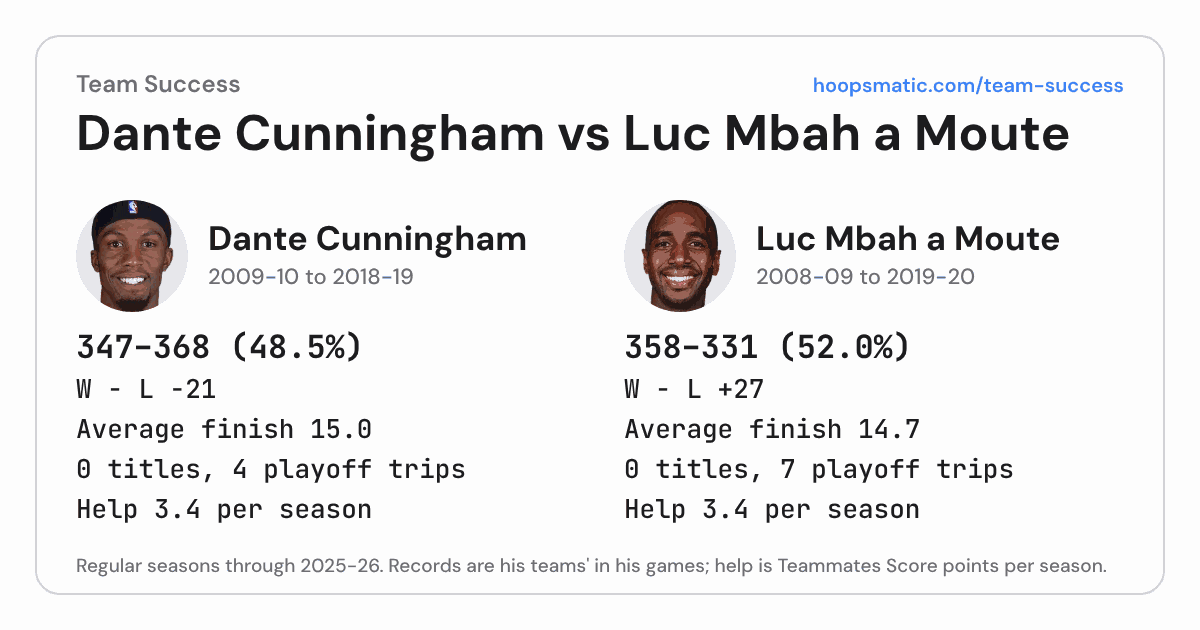 Team Success
hoopsmatic.com/team-success
Dante Cunningham vs Luc Mbah a Moute
Dante Cunningham
2009-10 to 2018-19
347-368 (48.5%)
W - L -21
Average finish 15.0
0 titles, 4 playoff trips
Help 3.4 per season
Luc Mbah a Moute
2008-09 to 2019-20
358-331 (52.0%)
W - L +27
Average finish 14.7
0 titles, 7 playoff trips
Help 3.4 per season
Regular seasons through 2025-26. Records are his teams' in his games; help is Teammates Score points per season.